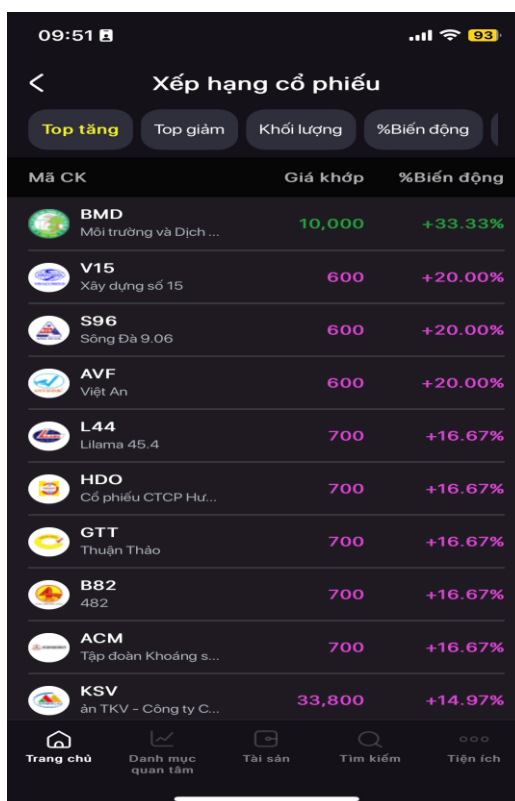 09:51
93
Xếp hạng cổ phiếu
Top tăng Top giảm Khối lượng %Biến động
Mã CK Giá khớp %Biến động
BMD 10,000 +33.33%
Môi trường và Dịch ...
V15 600 +20.00%
Xây dựng số 15
S96 600 +20.00%
Sông Đà 9.06
AVF 600 +20.00%
Việt An
L44 700 +16.67%
Lilama 45.4
HDO 700 +16.67%
Cổ phiếu CTCP Hư...
GTT 700 +16.67%
Thuận Thảo
B82 700 +16.67%
482
ACM 700 +16.67%
Tập đoàn Khoáng s...
KSV 33,800 +14.97%
ản TKV - Công ty C...
Trang chủ Danh mục quan tâm Tài sản Tìm kiếm Tiện ích